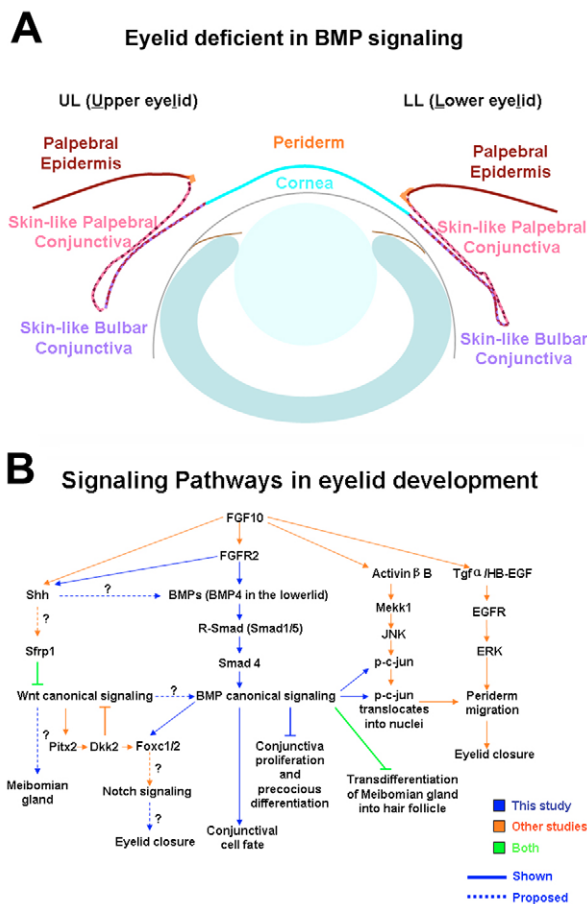 A
Eyelid deficient in BMP signaling
UL (Upper eyelid)
LL (Lower eyelid)
Palpebral
Epidermis
Periderm
Cornea
Palpebral
Epidermis
Skin-like Palpebral
Conjunctiva
Skin-like Palpebral
Conjunctiva
Skin-like Bulbar
Conjunctiva
Skin-like Bulbar
Conjunctiva
B
Signaling Pathways in eyelid development
FGF10
FGFR2
Activin β B
Tgfα/HB-EGF
Shh
?
BMPs (BMP4 in the lowerlid)
Mekk1
EGFR
?
R-Smad (Smad1/5)
JNK
Sfrp1
ERK
Smad 4
p-c-jun
Wnt canonical signaling
?
BMP canonical signaling
p-c-jun
translocates
into nuclei
Periderm
migration
?
Pitx2
Dkk2
Foxc1/2
Eyelid closure
Meibomian
gland
?
Notch signaling
?
Eyelid closure
Conjunctiva
proliferation
and
precocious
differentiation
Transdifferentiation
of Meibomian gland
into hair follicle
Conjunctival
cell fate
This study
Other studies
Both
Shown
Proposed